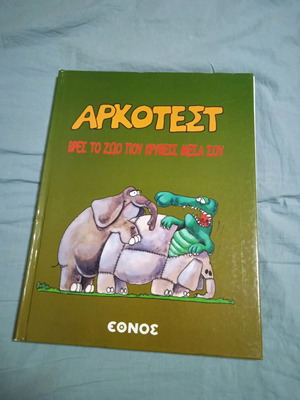 ΑΡΚΟΤΕΣΤ
ΒΡΕΣ ΤΟ ΖΩΟ ΠΟΥ ΚΡΥΒΕΙΣ ΜΕΣΑ ΣΟΥ
ΕΘΝΟΣ